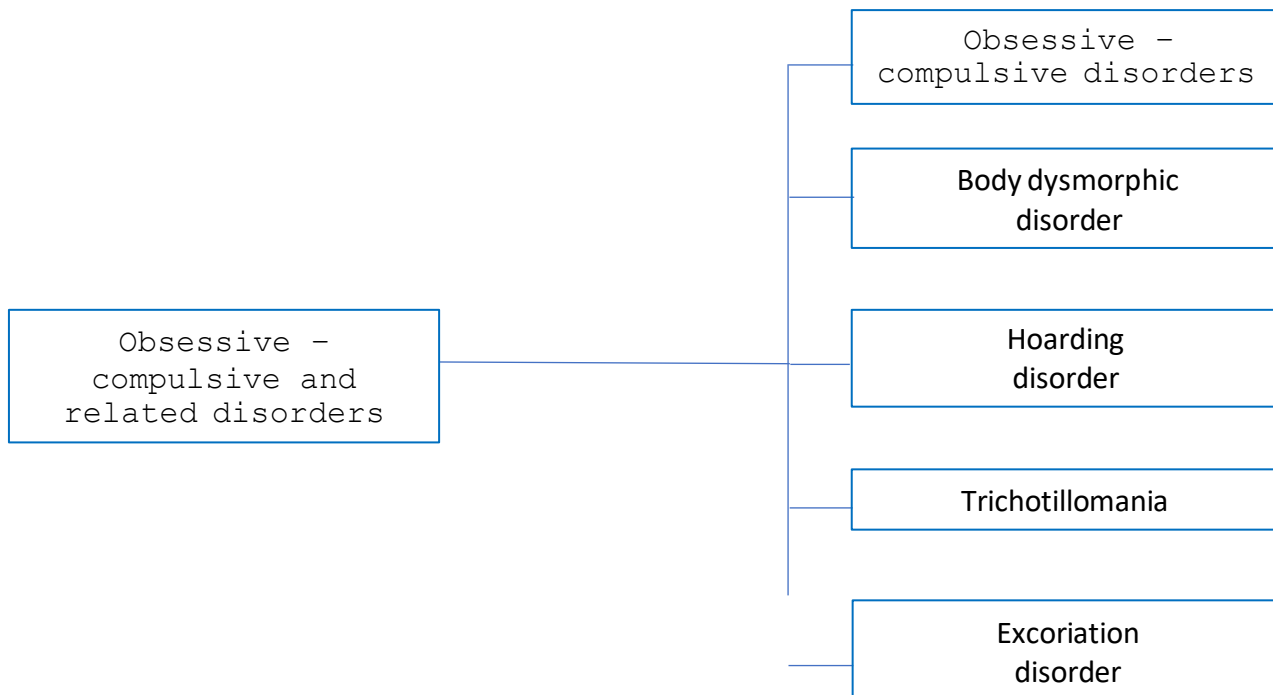 Obsessive –
compulsive disorders
Body dysmorphic
disorder
Hoarding
disorder
Obsessive –
compulsive and
related disorders
Trichotillomania
Excoriation
disorder